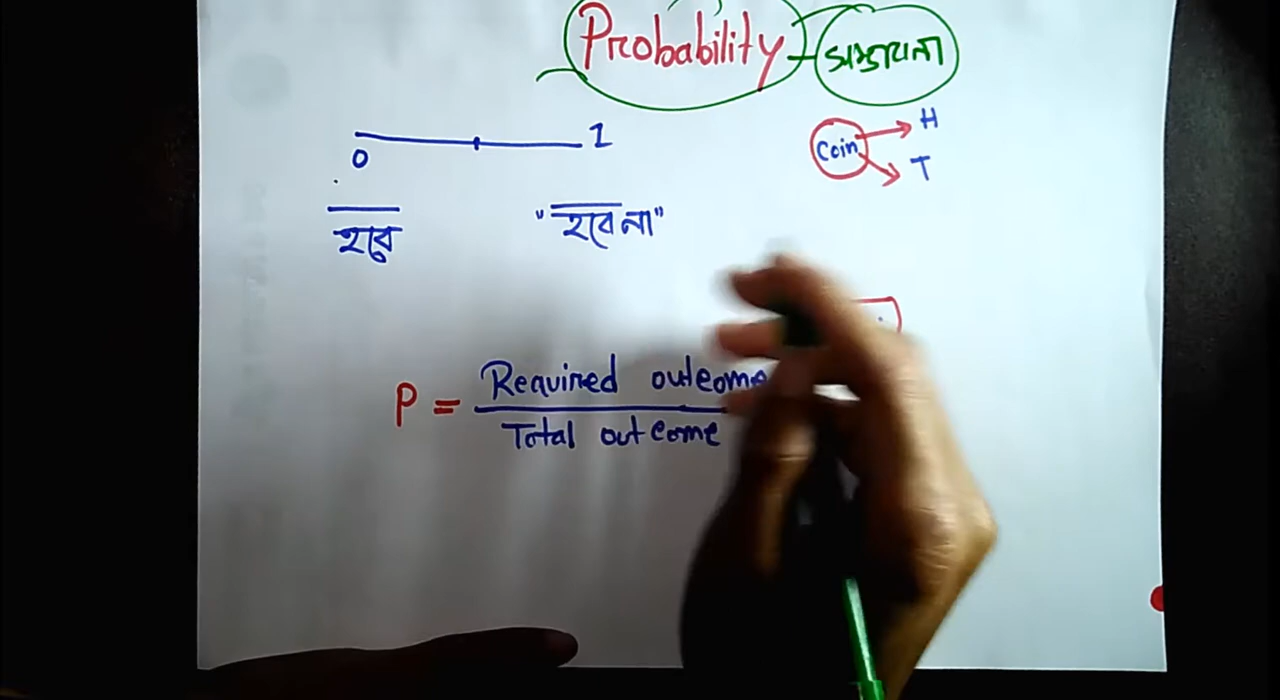 Probability - সম্ভাবনা
0 1
Coin H
T
হবে "হবে না"
P = Required outcome
Total outcome